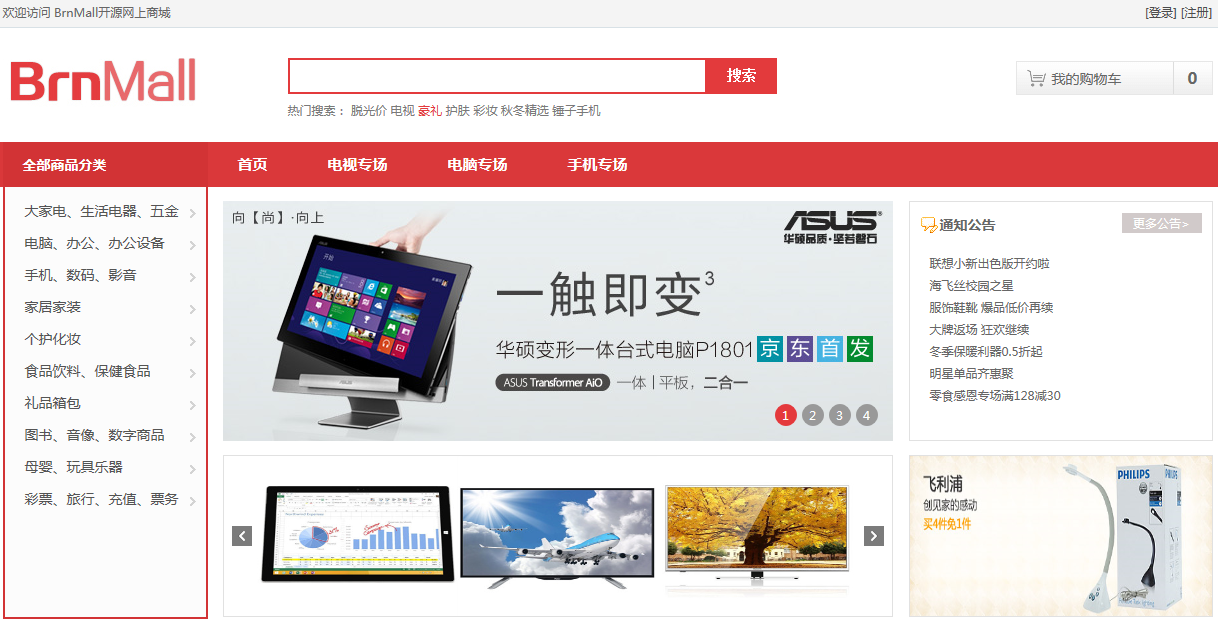 欢迎访问 BrnMall开源网上商城
[登录] [注册]
BrnMall
搜索
我的购物车
0
热门搜索： 脱光价 电视 豪礼 护肤 彩妆 秋冬精选 锤子手机
全部商品分类
首页
电视专场
电脑专场
手机专场
大家电、生活电器、五金
电脑、办公、办公设备
手机、数码、影音
家居家装
个护化妆
食品饮料、保健食品
礼品箱包
图书、音像、数字商品
母婴、玩具乐器
彩票、旅行、充值、票务
向【尚】·向上
ASUS
华硕品质·坚若磐石
开始
一触即变3
华硕变形一体台式电脑P1801 京东首发
ASUS Transformer AiO 一体 | 平板，二合一
1 2 3 4
通知公告
更多公告>
联想小新出色版开约啦
海飞丝校园之星
服饰鞋靴 爆品低价再续
大牌返场 狂欢继续
冬季保暖利器0.5折起
明星单品齐惠聚
零食感恩专场满128减30
飞利浦
创见家的感动
买4件免1件
PHILIPS
PHILIPS